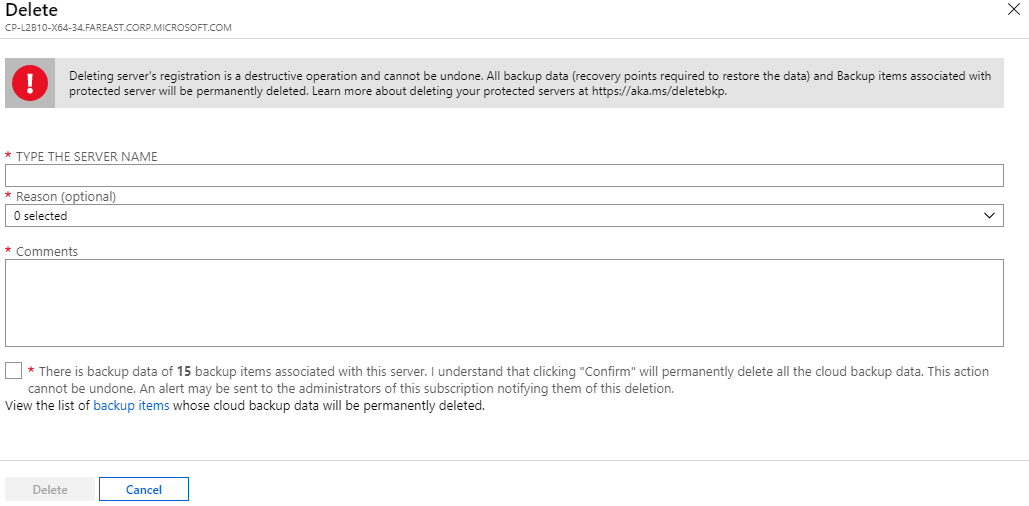 Delete
CP-L2B10-X64-34.FAREAST.CORP.MICROSOFT.COM
Deleting server's registration is a destructive operation and cannot be undone. All backup data (recovery points required to restore the data) and Backup items associated with
protected server will be permanently deleted. Learn more about deleting your protected servers at https://aka.ms/deletebkp.
* TYPE THE SERVER NAME
* Reason (optional)
0 selected
* Comments
* There is backup data of 15 backup items associated with this server. I understand that clicking "Confirm" will permanently delete all the cloud backup data. This action
cannot be undone. An alert may be sent to the administrators of this subscription notifying them of this deletion.
View the list of backup items whose cloud backup data will be permanently deleted.
Delete Cancel